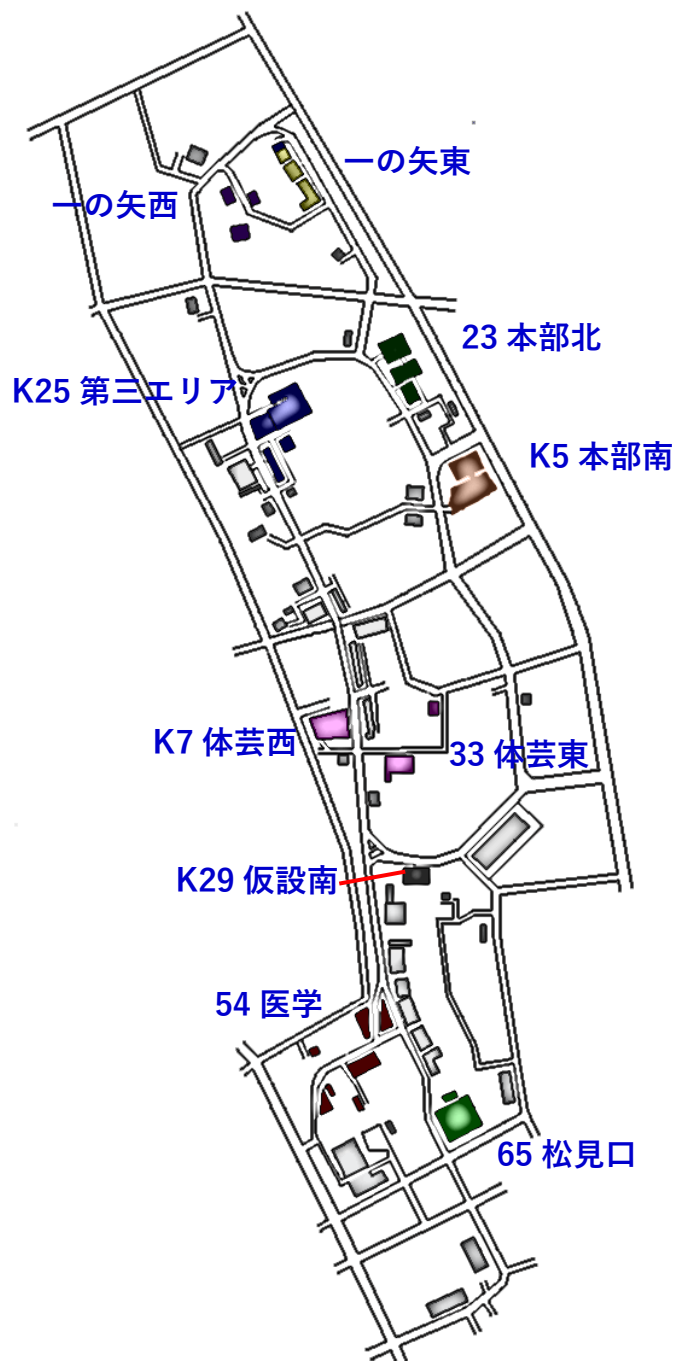 一の矢東
一の矢西
23 本部北
K25 第三エリア
K5 本部南
K7 体芸西
33 体芸東
K29 仮設南
54 医学
65 松見口